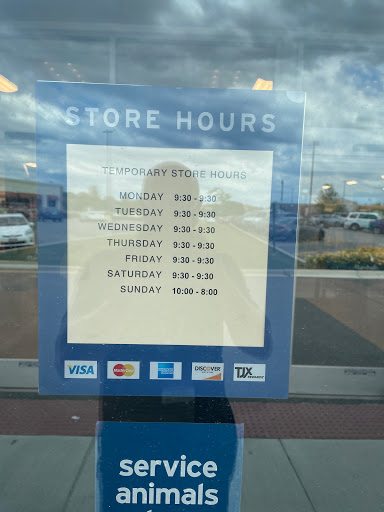 STORE HOURS
TEMPORARY STORE HOURS
MONDAY 9:30 - 9:30
TUESDAY 9:30 - 9:30
WEDNESDAY 9:30 - 9:30
THURSDAY 9:30 - 9:30
FRIDAY 9:30 - 9:30
SATURDAY 9:30 - 9:30
SUNDAY 10:00 - 8:00
VISA MasterCard DISCOVER TJX
service
animals